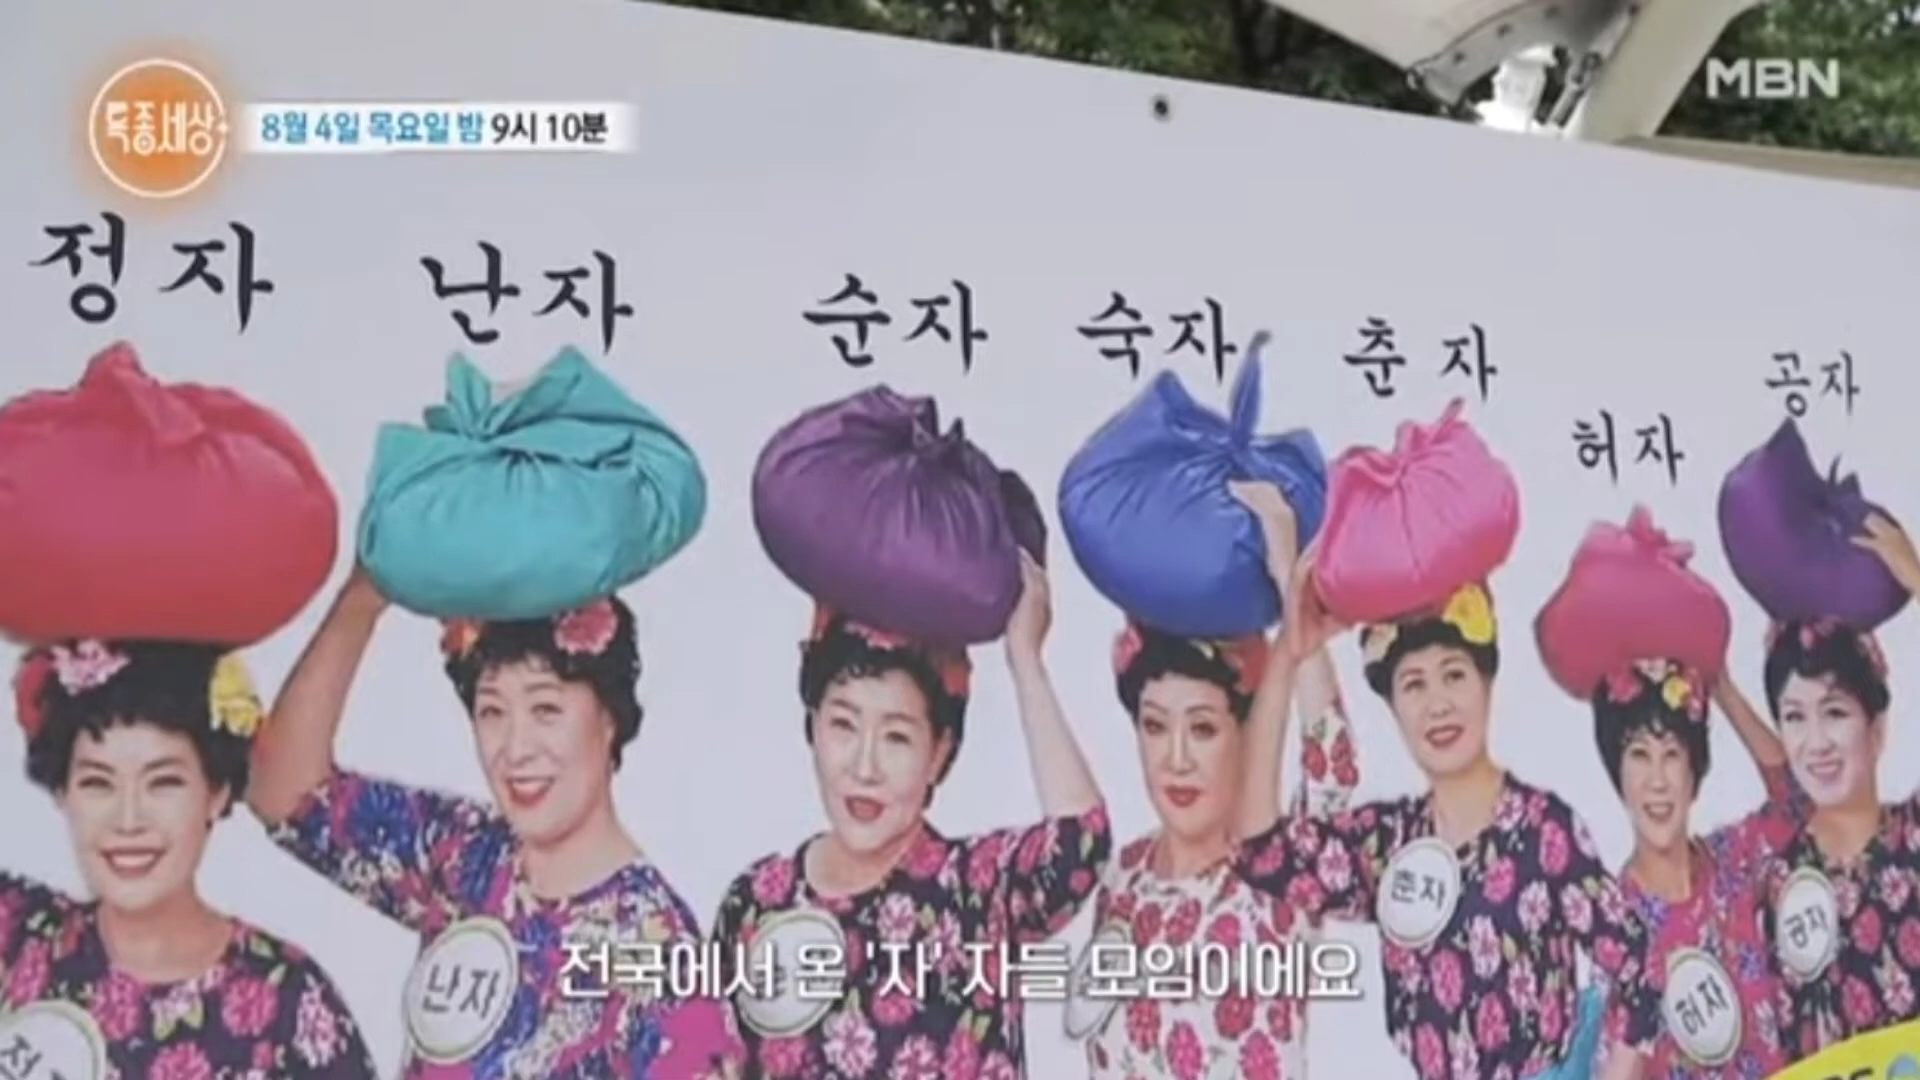 특종세상
8월 4일 목요일 밤 9시 10분
MBN
정자
난자
순자
숙자
춘자
허자
공자
춘자
공자
난자
허자
전국에서 온 '자' 자들 모임이에요